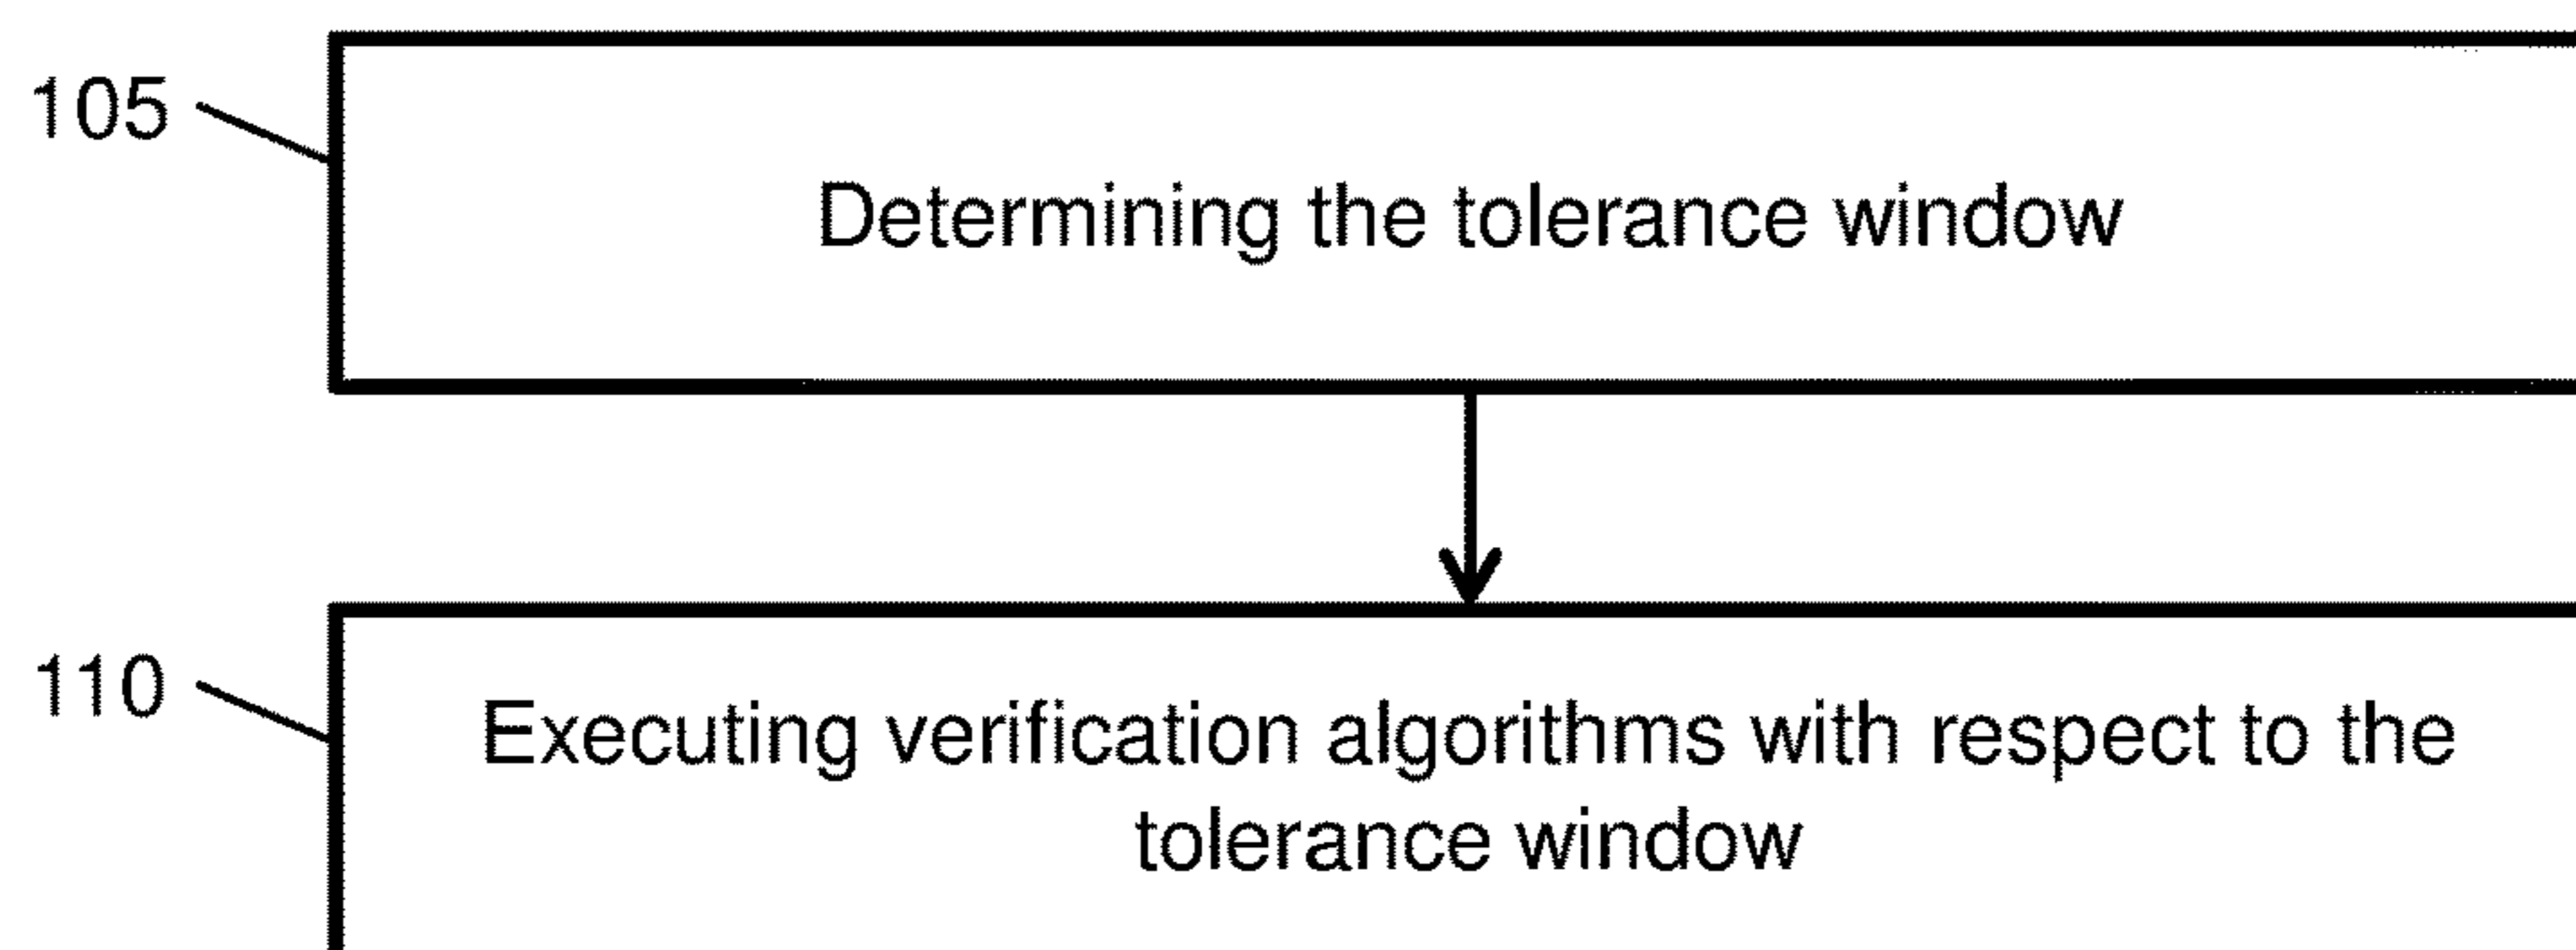 105
Determining the tolerance window
110
Executing verification algorithms with respect to the
tolerance window